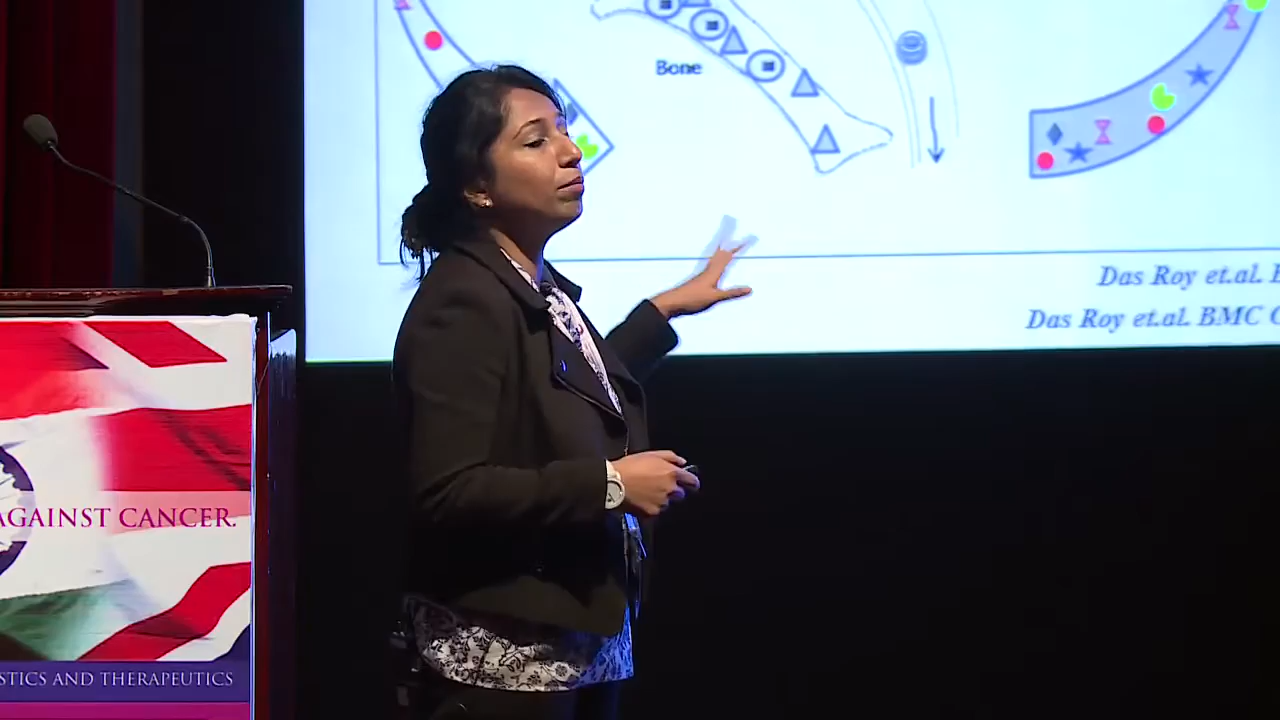 Bone
Das Roy et.al.
Das Roy et.al. BMC
AGAINST CANCER.
STICS AND THERAPEUTICS